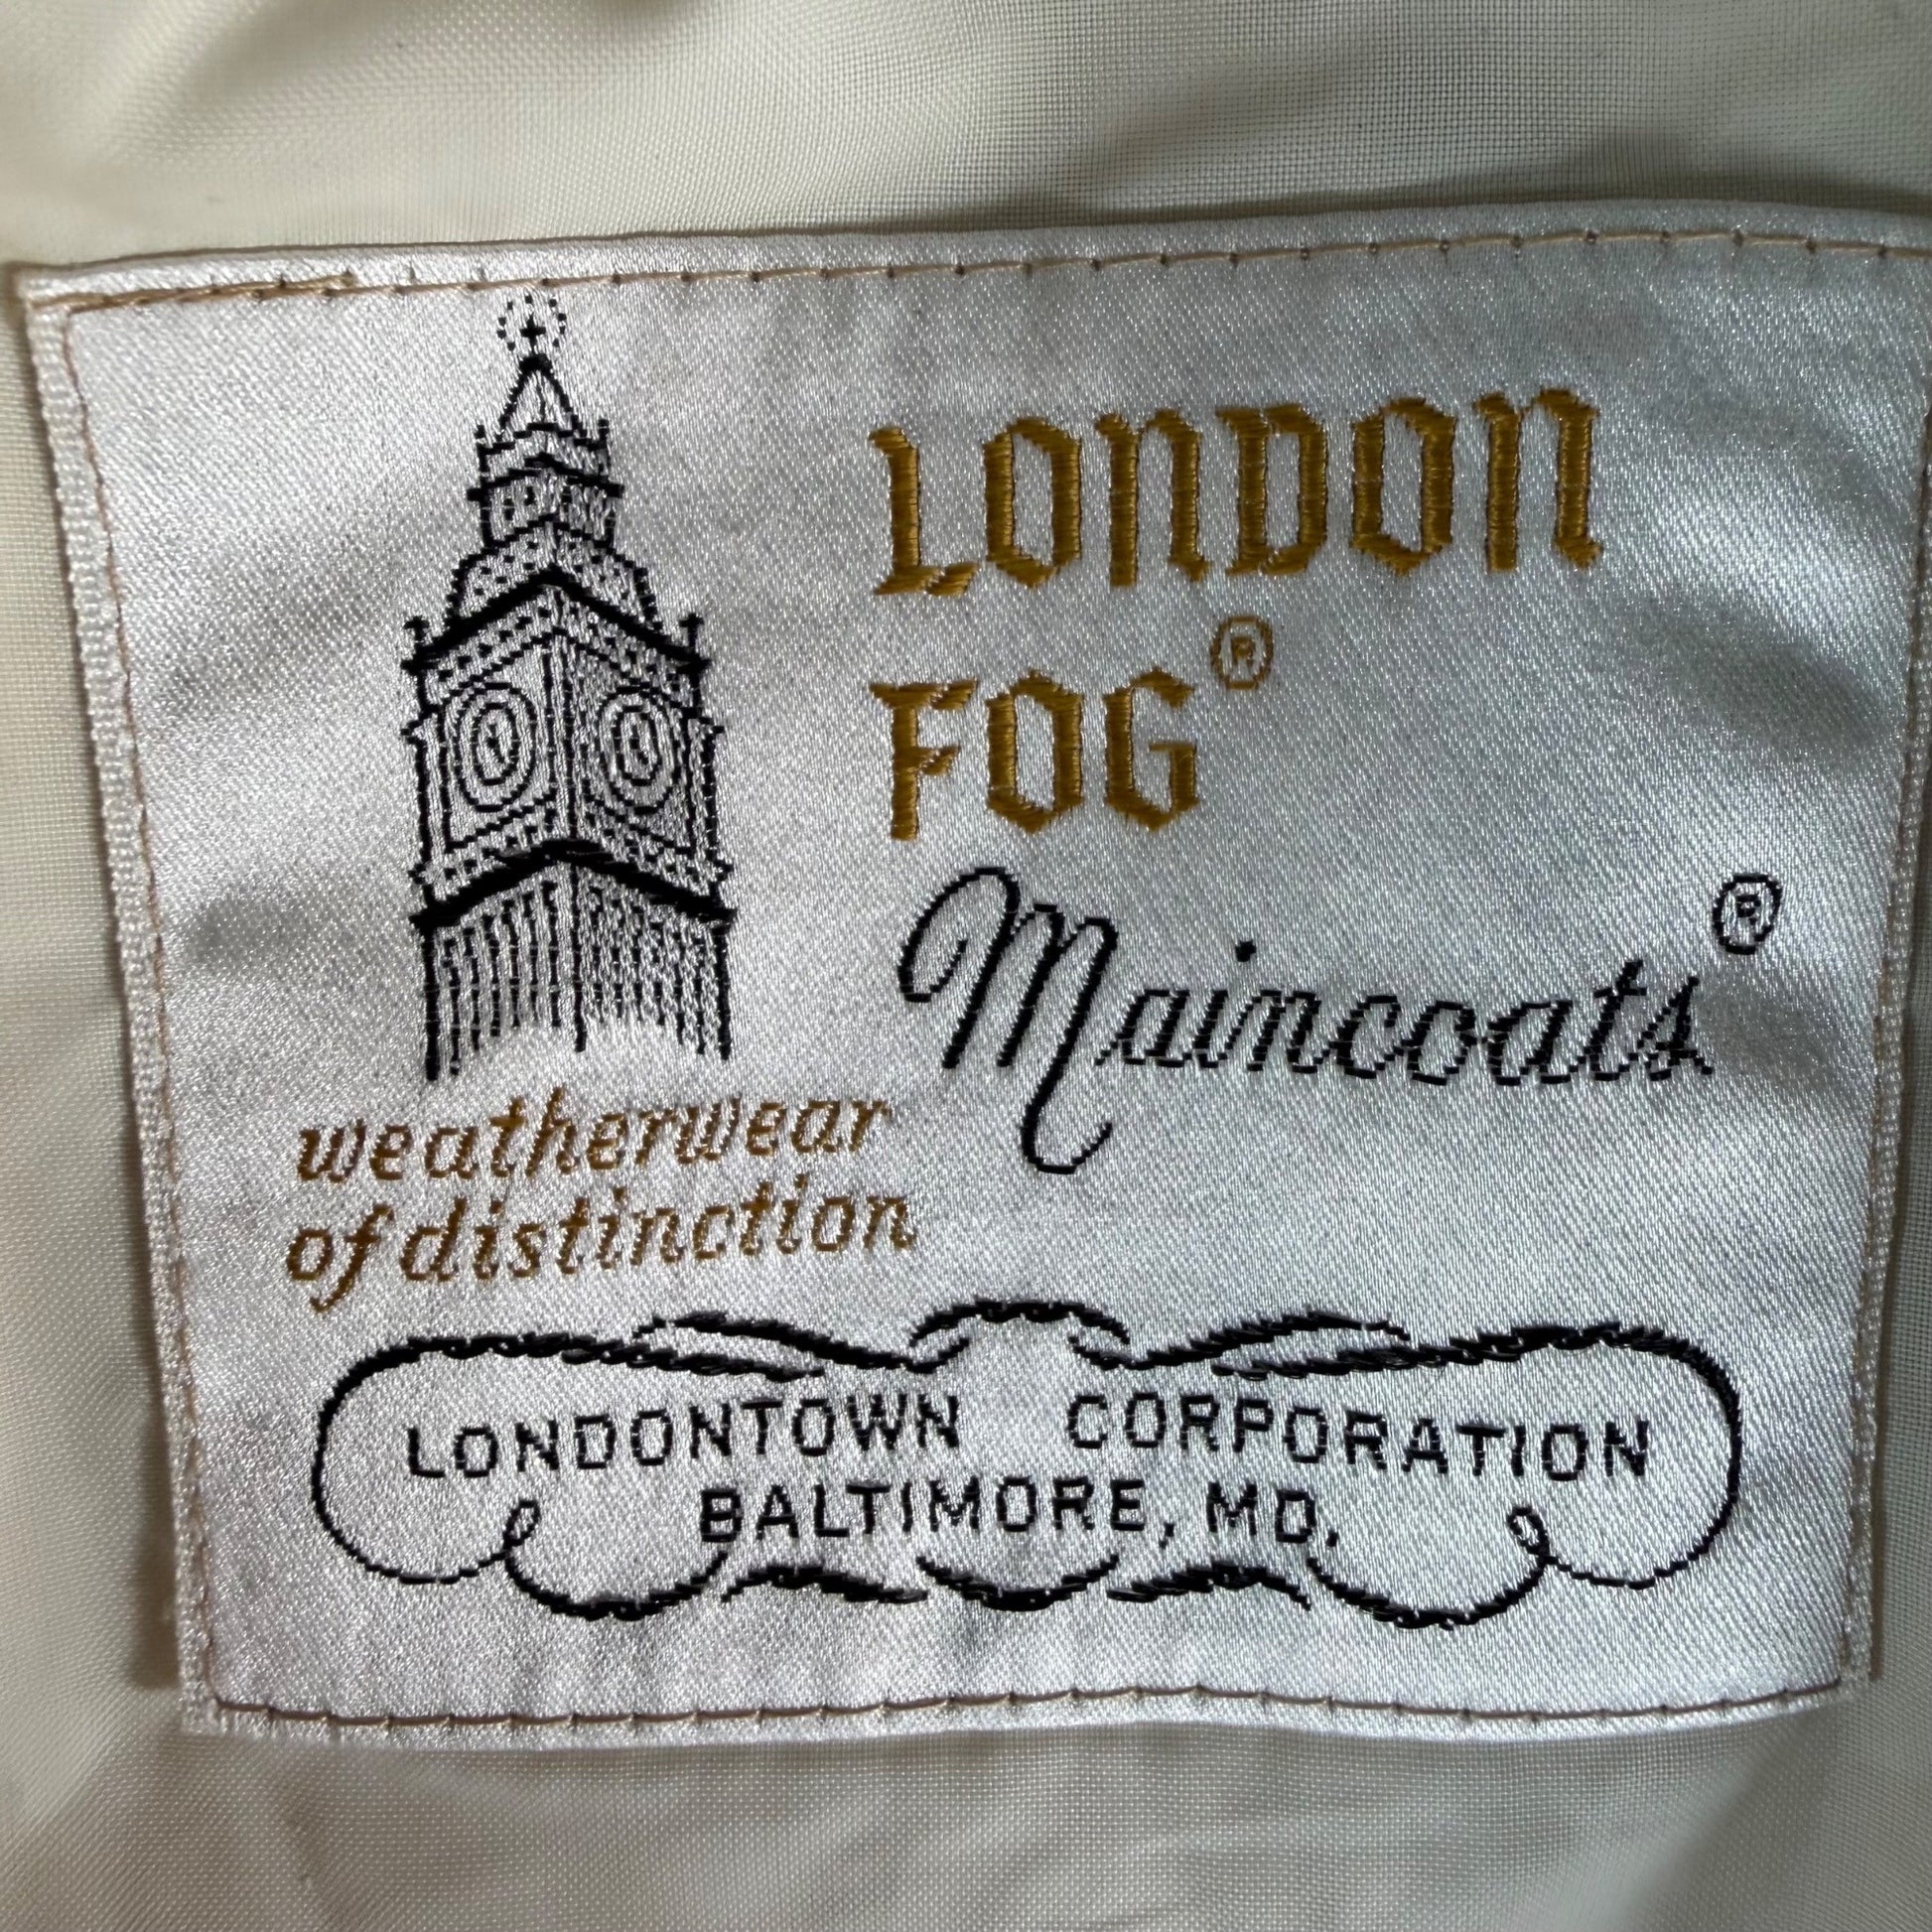 LONDON
FOG®
Maincoats®
weatherwear
of distinction
LONDONTOWN CORPORATION
BALTIMORE, MD.